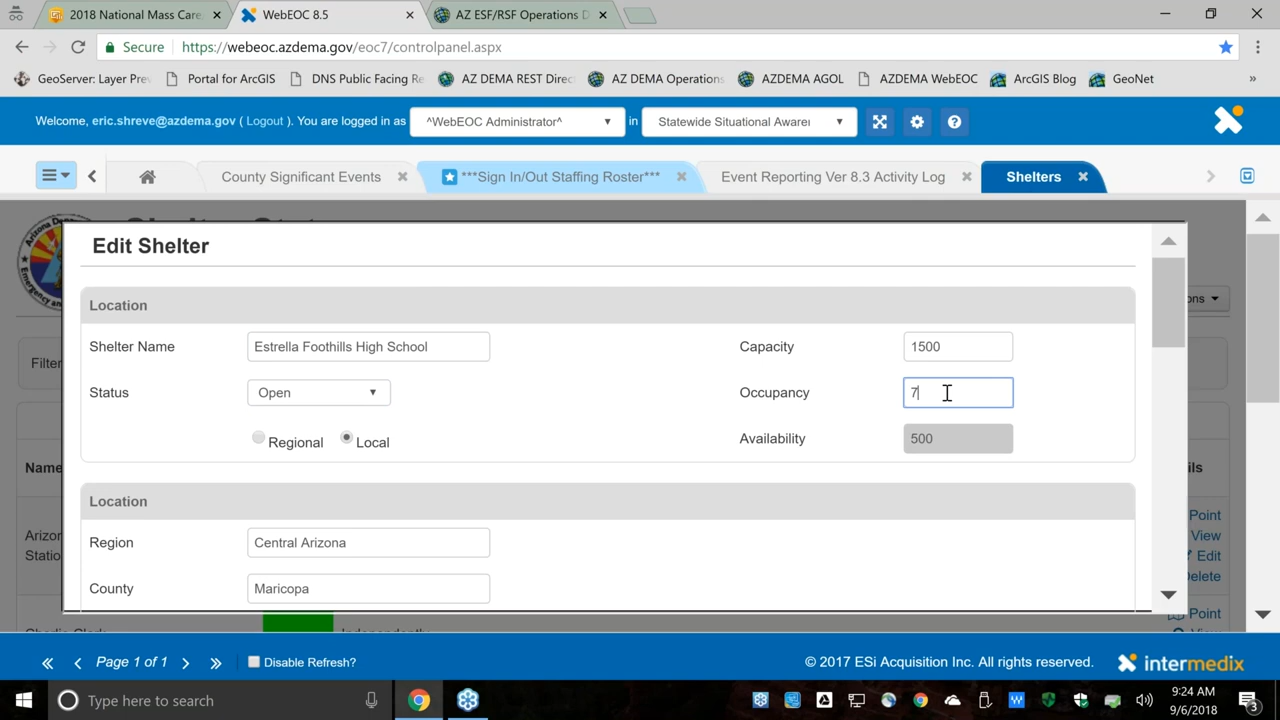 2018 National Mass Care
WebEOC 8.5
AZ ESF/RSF Operations D
Secure
https://webeoc.azdema.gov/eoc7/controlpanel.aspx
GeoServer: Layer Prev
Portal for ArcGIS
DNS Public Facing Re
AZ DEMA REST Direc
AZ DEMA Operations
AZDEMA AGOL
AZDEMA WebEOC
ArcGIS Blog
GeoNet
»
Welcome, eric.shreve@azdema.gov ( Logout ). You are logged in as
^WebEOC Administrator^
in
Statewide Situational Aware
County Significant Events
***Sign In/Out Staffing Roster***
Event Reporting Ver 8.3 Activity Log
Shelters
Edit Shelter
Location
Shelter Name
Estrella Foothills High School
Capacity
1500
Filter
Status
Open
Occupancy
7
Regional
Local
Availability
500
Name
Location
Region
Central Arizona
Point
View
Edit
Delete
County
Maricopa
Point
Independently
Page 1 of 1
Disable Refresh?
© 2017 ESi Acquisition Inc. All rights reserved.
intermedix
Type here to search
9:24 AM
9/6/2018
3